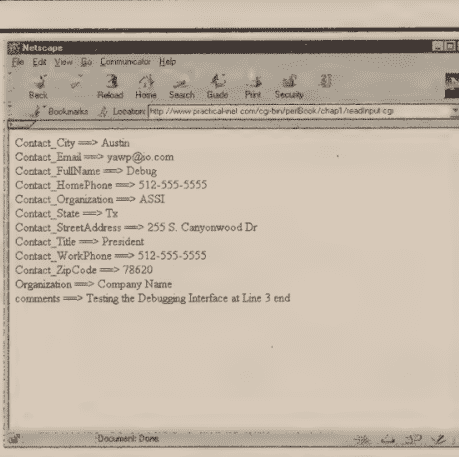 Netscape
File Edit View Go Communicator Help
Back Reload Home Search Guide Print Security
Bookmarks Location: http://www.practical-inet.com/cgi-bin/perlBook/chap1/readInput.cgi
Contact_City ==> Austin
Contact_Email ==> yawp@io.com
Contact_FullName ==> Debug
Contact_HomePhone ==> 512-555-5555
Contact_Organization ==> ASSI
Contact_State ==> Tx
Contact_StreetAddress ==> 255 S. Canyonwood Dr
Contact_Title ==> President
Contact_WorkPhone ==> 512-555-5555
Contact_ZipCode ==> 78620
Organization ==> Company Name
comments ==> Testing the Debugging Interface at Line 3 end
Document: Done